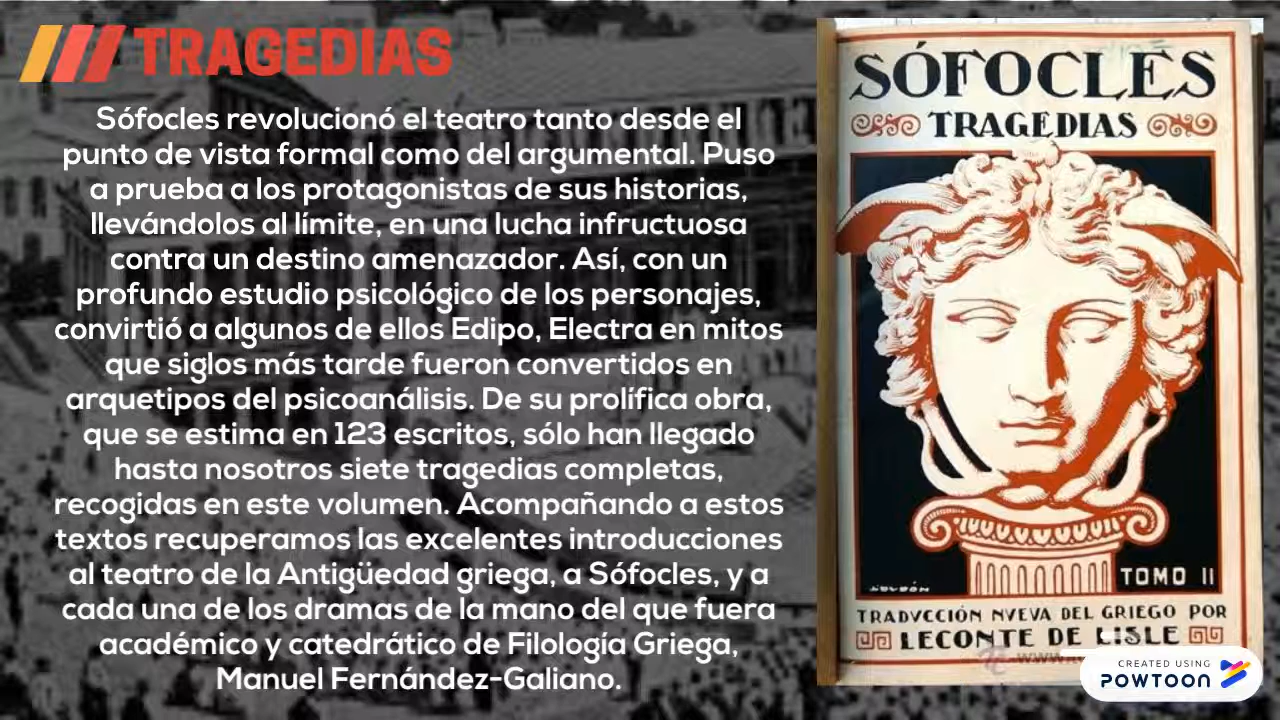 TRAGEDIAS
Sófocles revolucionó el teatro tanto desde el
punto de vista formal como del argumental. Puso
a prueba a los protagonistas de sus historias,
llevándolos al límite, en una lucha infructuosa
contra un destino amenazador. Así, con un
profundo estudio psicológico de los personajes,
convirtió a algunos de ellos Edipo, Electra en mitos
que siglos más tarde fueron convertidos en
arquetipos del psicoanálisis. De su prolífica obra,
que se estima en 123 escritos, sólo han llegado
hasta nosotros siete tragedias completas,
recogidas en este volumen. Acompañando a estos
textos recuperamos las excelentes introducciones
al teatro de la Antigüedad griega, a Sófocles, y a
cada una de los dramas de la mano del que fuera
académico y catedrático de Filología Griega,
Manuel Fernández-Galiano.
SÓFOCLES
TRAGEDIAS
TOMO II
TRADVCCIÓN NVEVA DEL GRIEGO POR
LECONTE DE LISLE
CREATED USING
POWTOON